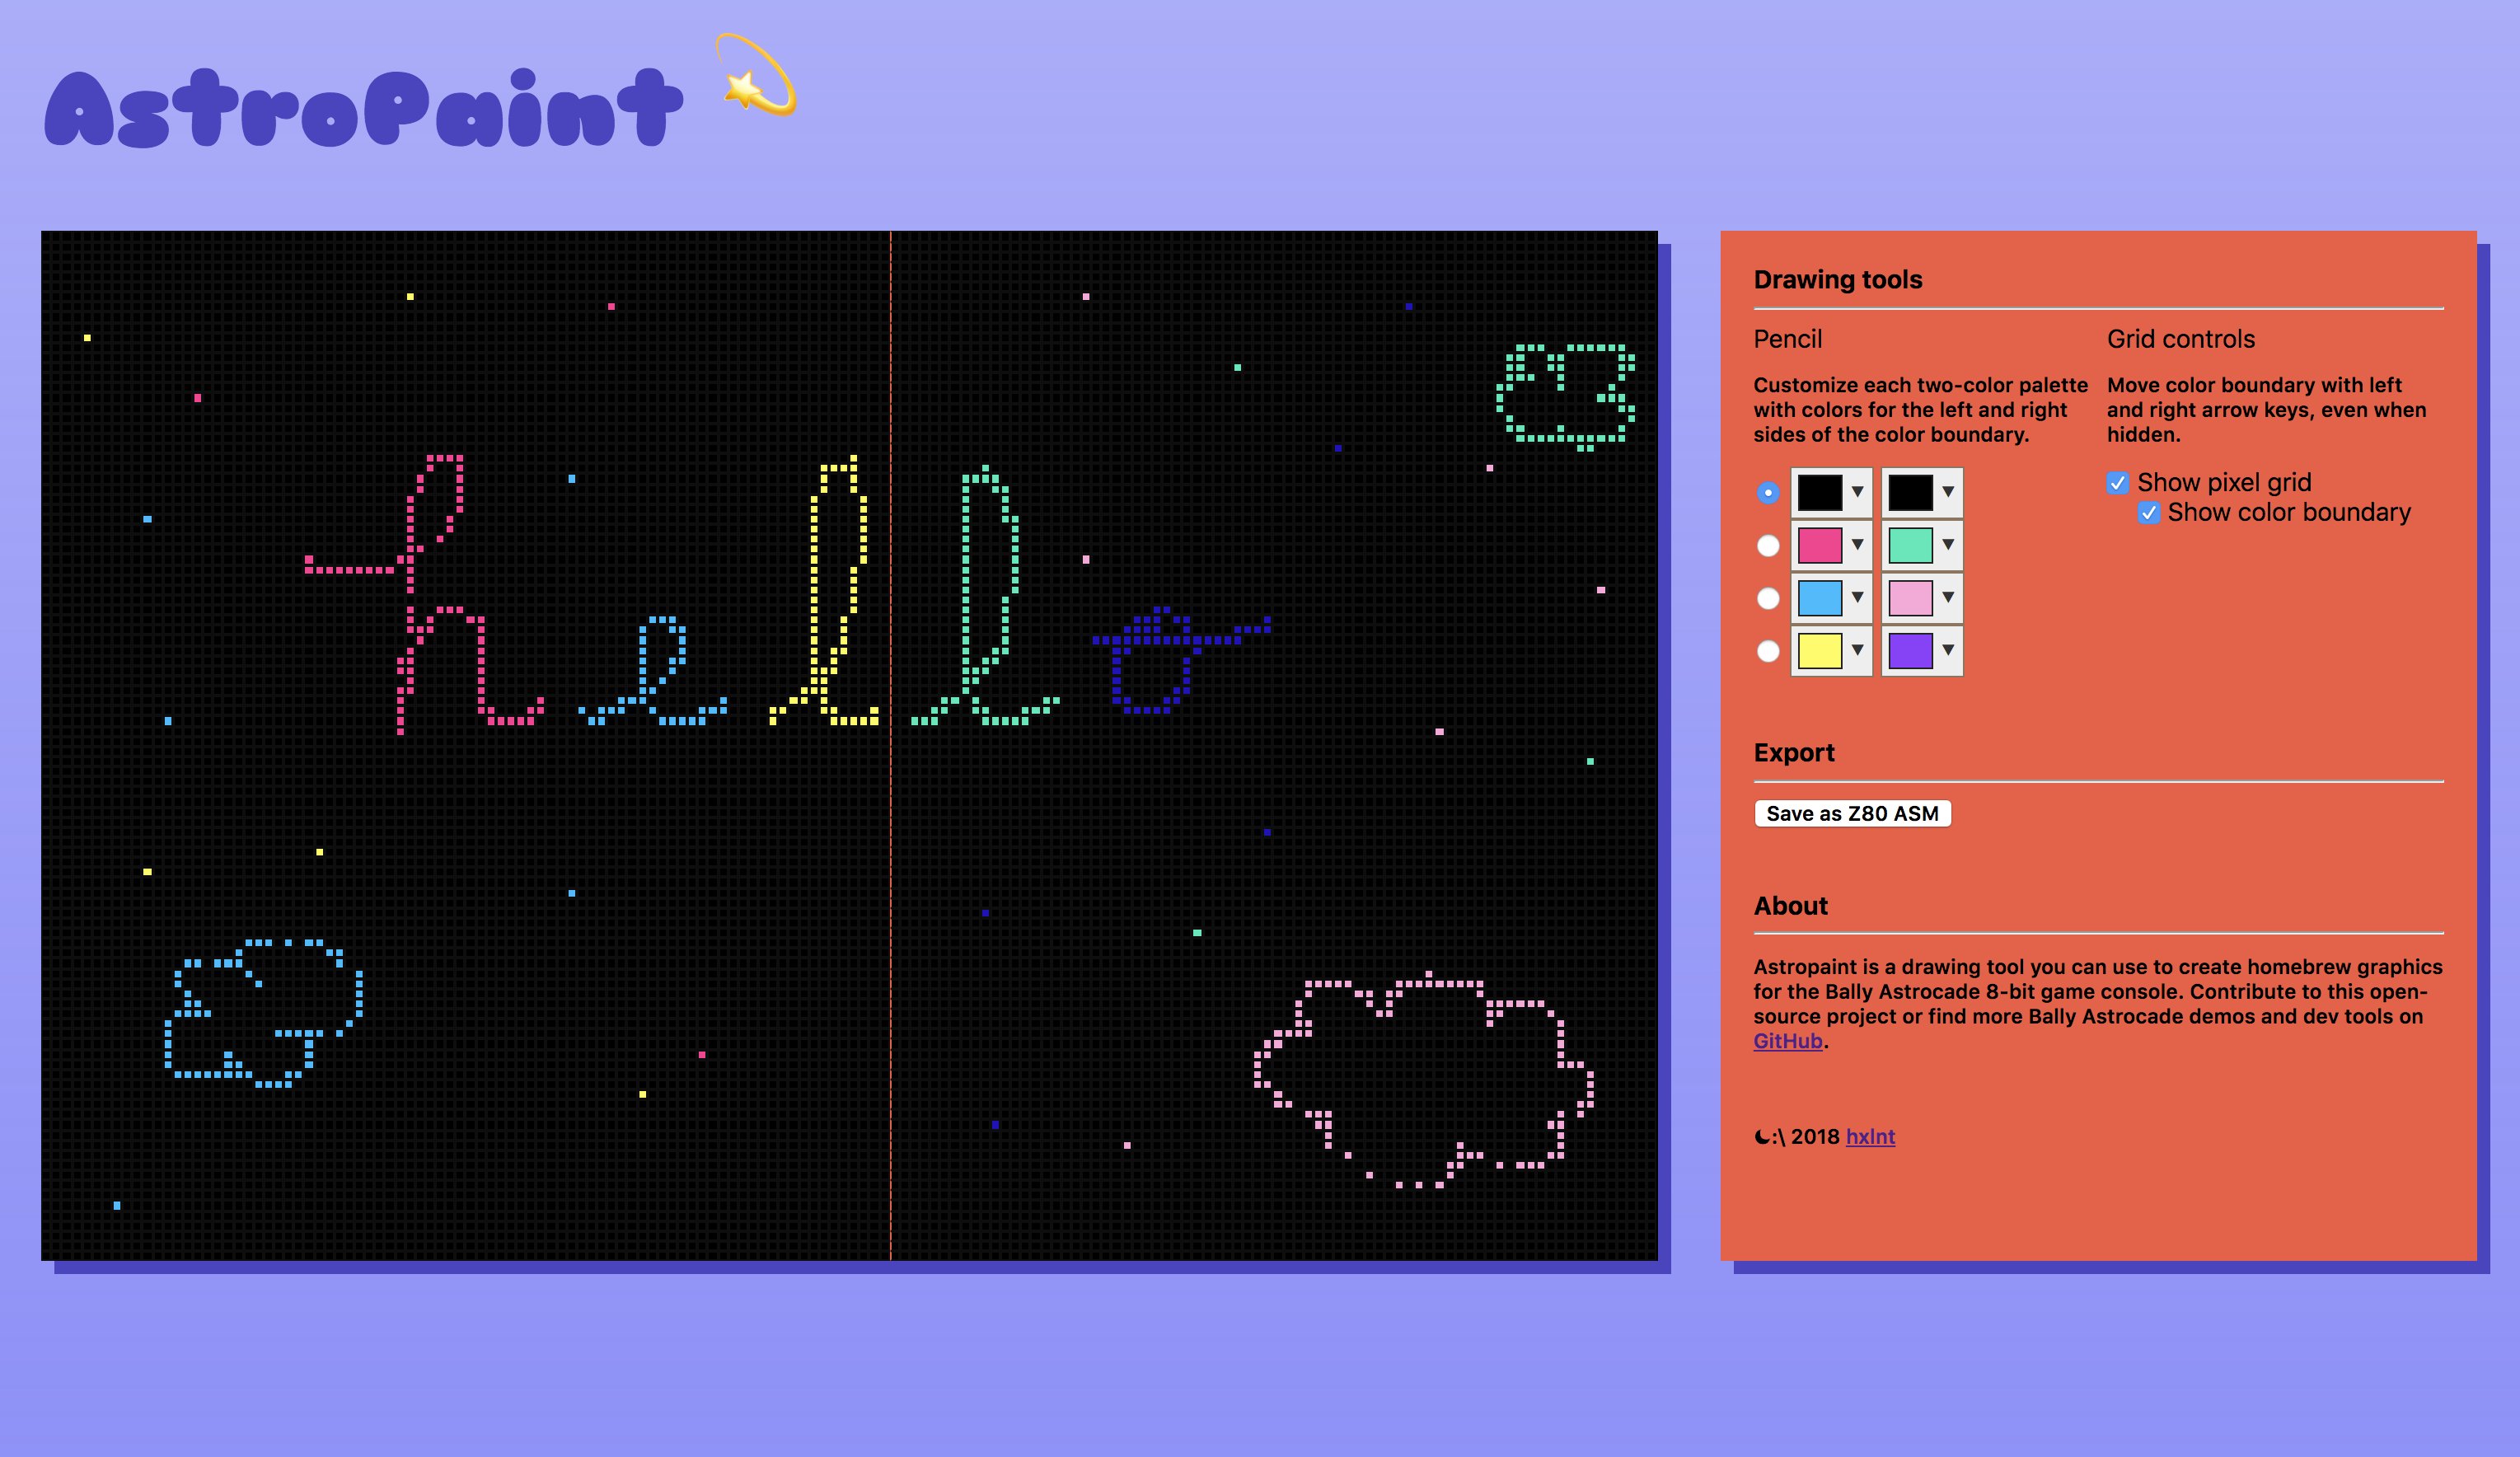 AstroPaint
hello
Drawing tools
Pencil
Customize each two-color palette
with colors for the left and right
sides of the color boundary.
Grid controls
Move color boundary with left
and right arrow keys, even when
hidden.
Show pixel grid
Show color boundary
Export
Save as Z80 ASM
About
Astropaint is a drawing tool you can use to create homebrew graphics
for the Bally Astrocade 8-bit game console. Contribute to this open-
source project or find more Bally Astrocade demos and dev tools on
GitHub.
:\ 2018 hxlnt